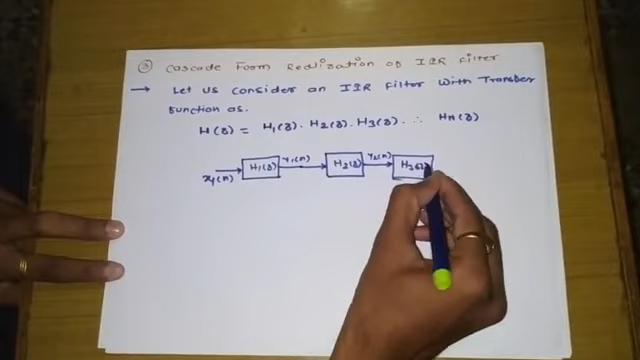 ③ Cascade Form Realization of IIR Filter
→ Let us consider an IIR Filter with Transfer
function as.
H(z) = H₁(z) · H₂(z) · H₃(z) ·∴ Hₙ(z)
x₁(n) H₁(z) y₁(n) H₂(z) y₂(n) H₃(z)